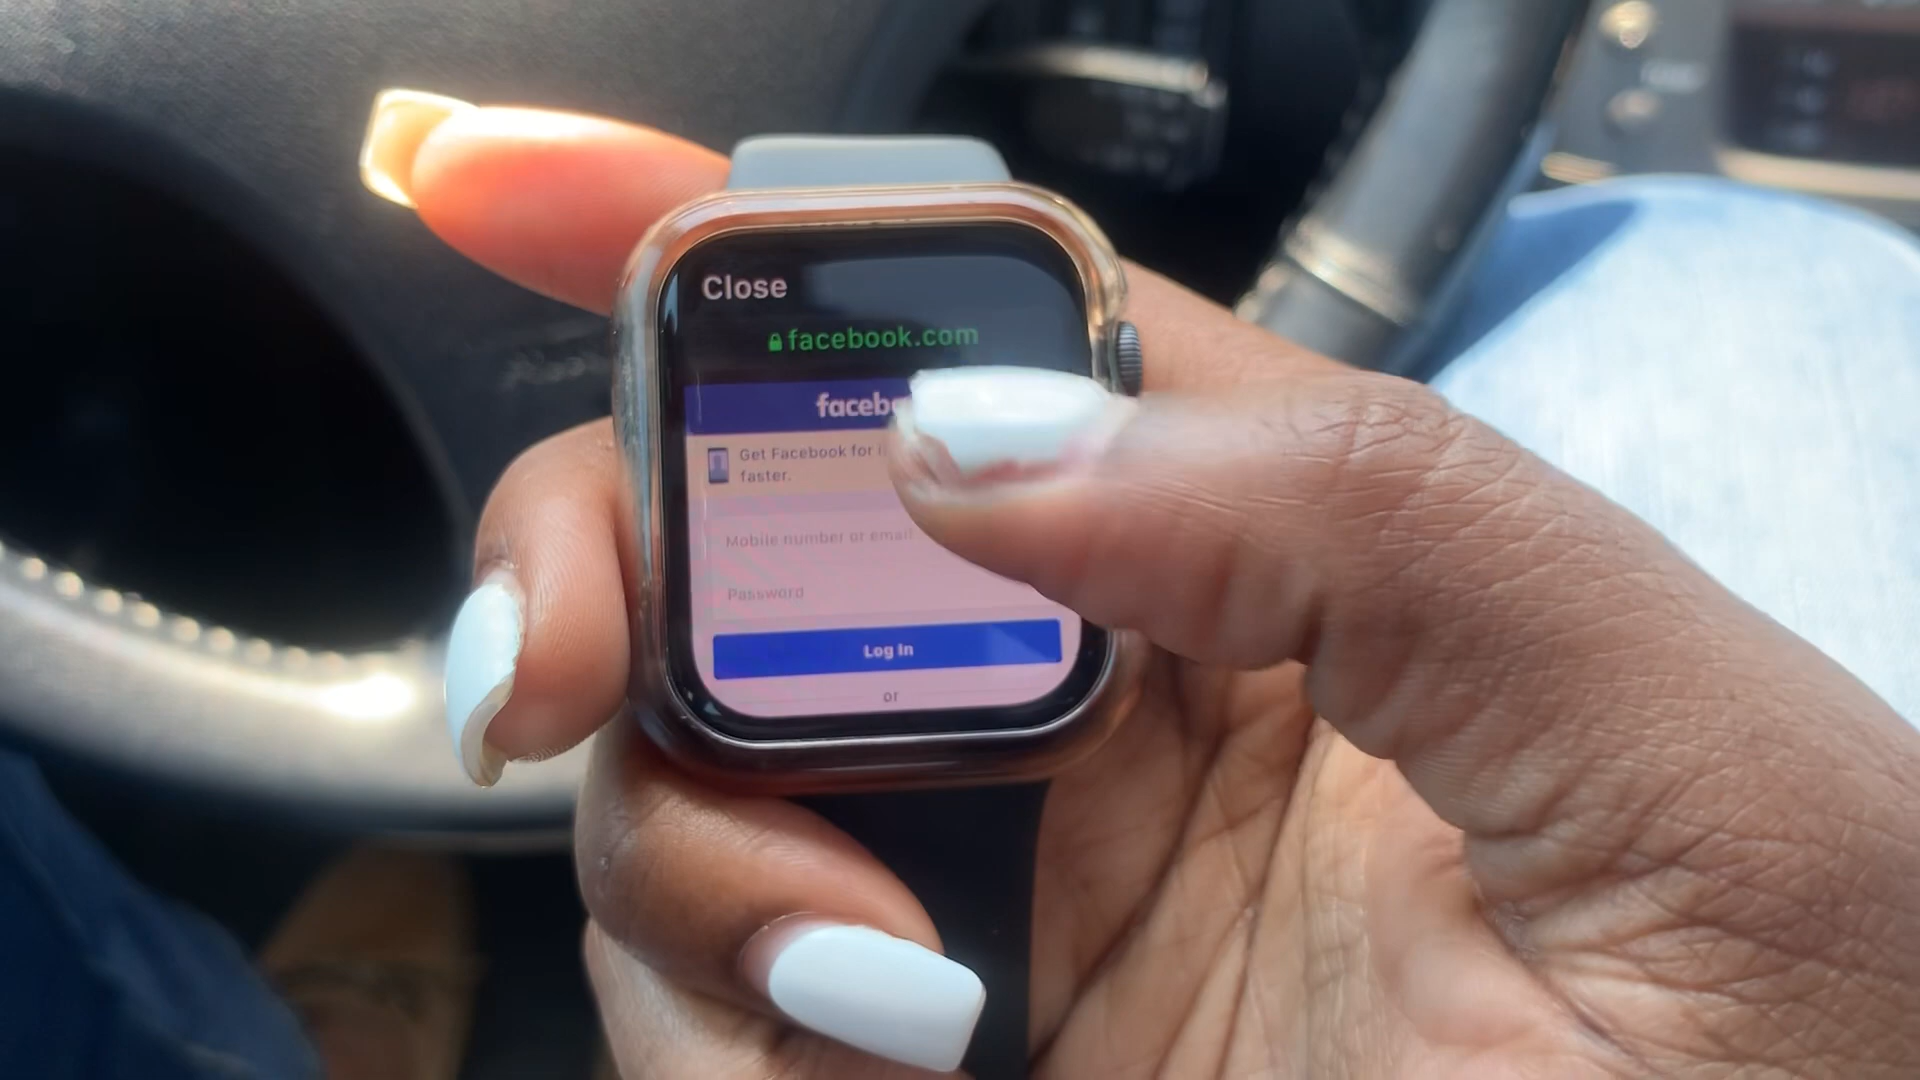 Close
facebook.com
faceb
Get Facebook for
faster.
Mobile number or email
Password
Log In
or